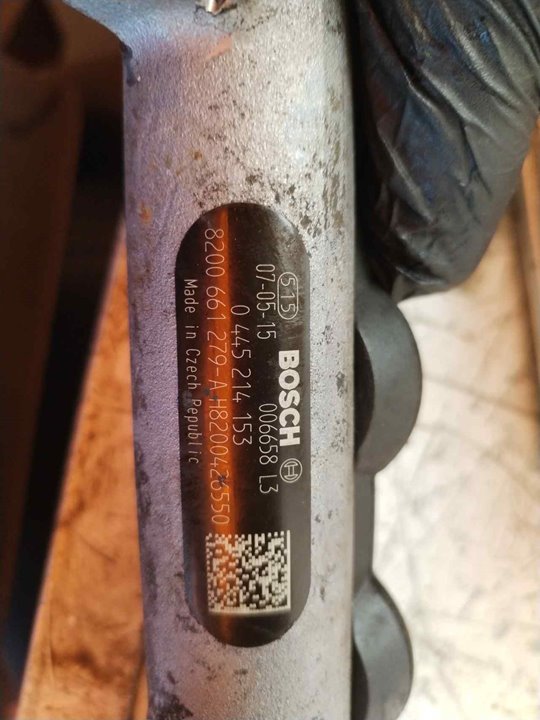 515 BOSCH
07-05-15 006658 L3
0 445 214 153
8200 661 279-A H8200426550
Made in Czech Republic